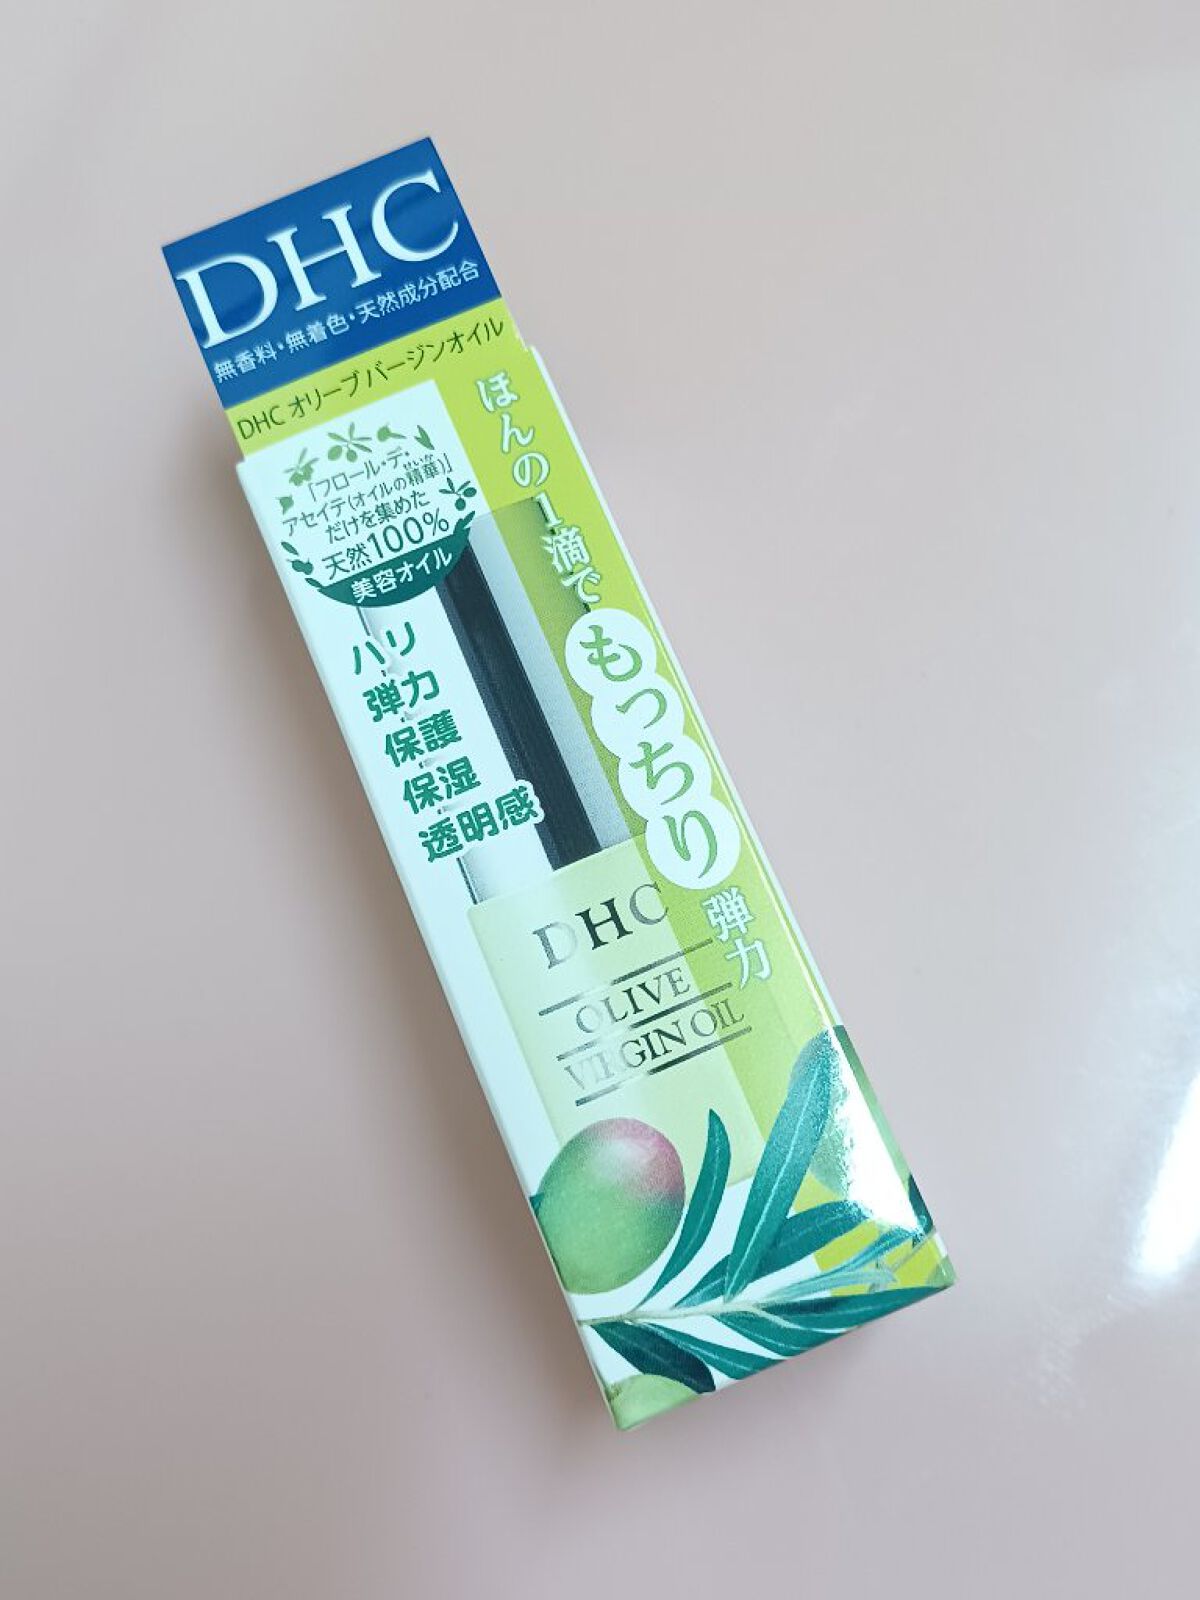 DHC
無香料・無着色・天然成分配合
DHC オリーブバージンオイル
「フロール・デ・
アセイテ(オイルの精華)」
せいか
だけを集めた
天然100%
美容オイル
ほんの1滴で
もっちり
弾力
ハリ
弾力
保護
保湿
透明感
DHC
OLIVE
VIRGIN OIL